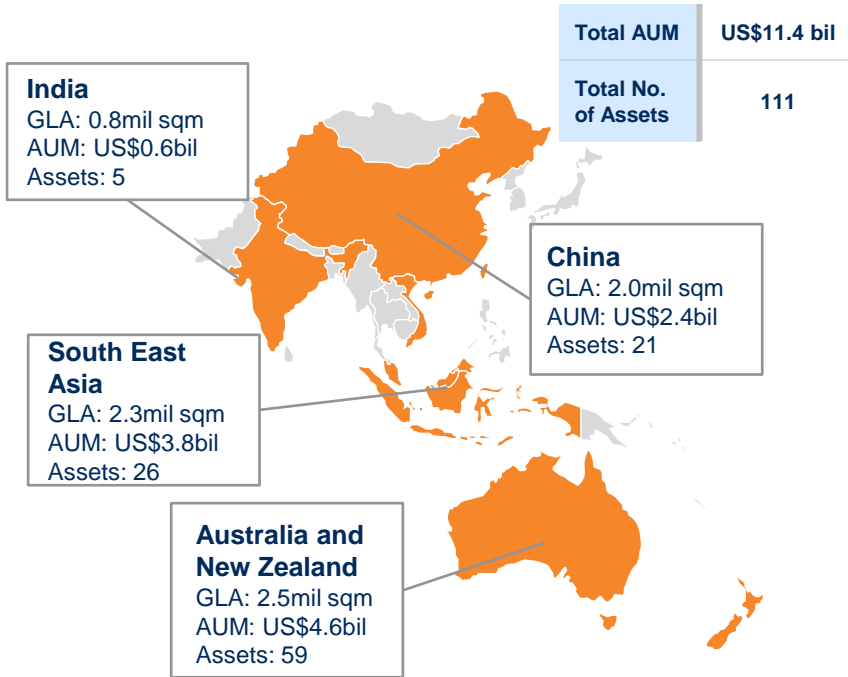 Total AUM US$11.4 bil
Total No.
of Assets
111
India
GLA: 0.8mil sqm
AUM: US$0.6bil
Assets: 5
China
GLA: 2.0mil sqm
AUM: US$2.4bil
Assets: 21
South East
Asia
GLA: 2.3mil sqm
AUM: US$3.8bil
Assets: 26
Australia and
New Zealand
GLA: 2.5mil sqm
AUM: US$4.6bil
Assets: 59